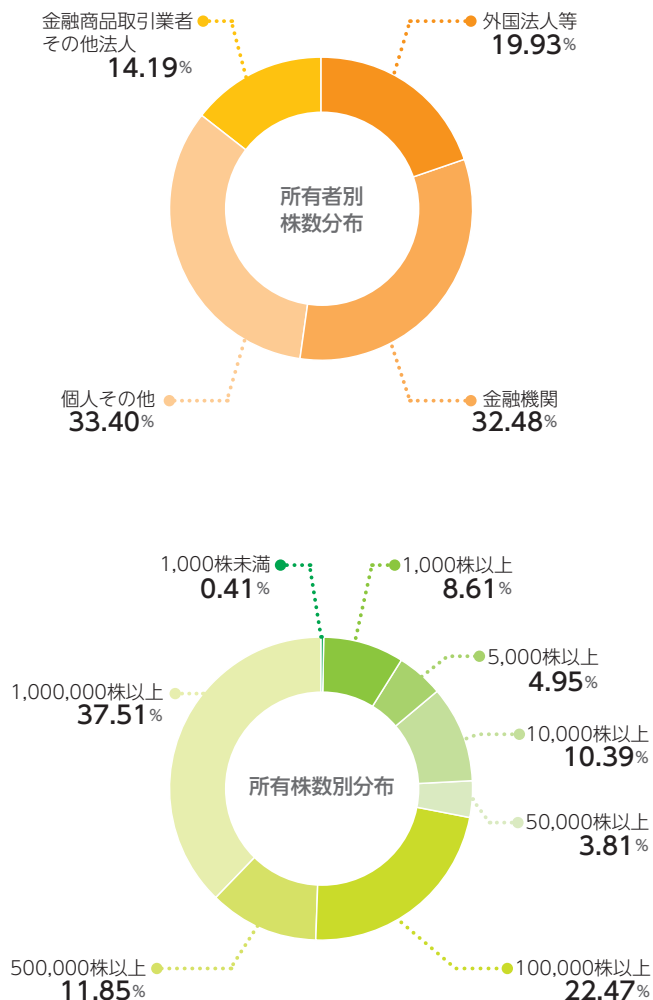 金融商品取引業者
その他法人
14.19%
外国法人等
19.93%
所有者別
株数分布
個人その他
33.40%
金融機関
32.48%
1,000株未満
0.41%
1,000株以上
8.61%
5,000株以上
4.95%
1,000,000株以上
37.51%
10,000株以上
10.39%
所有株数別分布
50,000株以上
3.81%
500,000株以上
11.85%
100,000株以上
22.47%